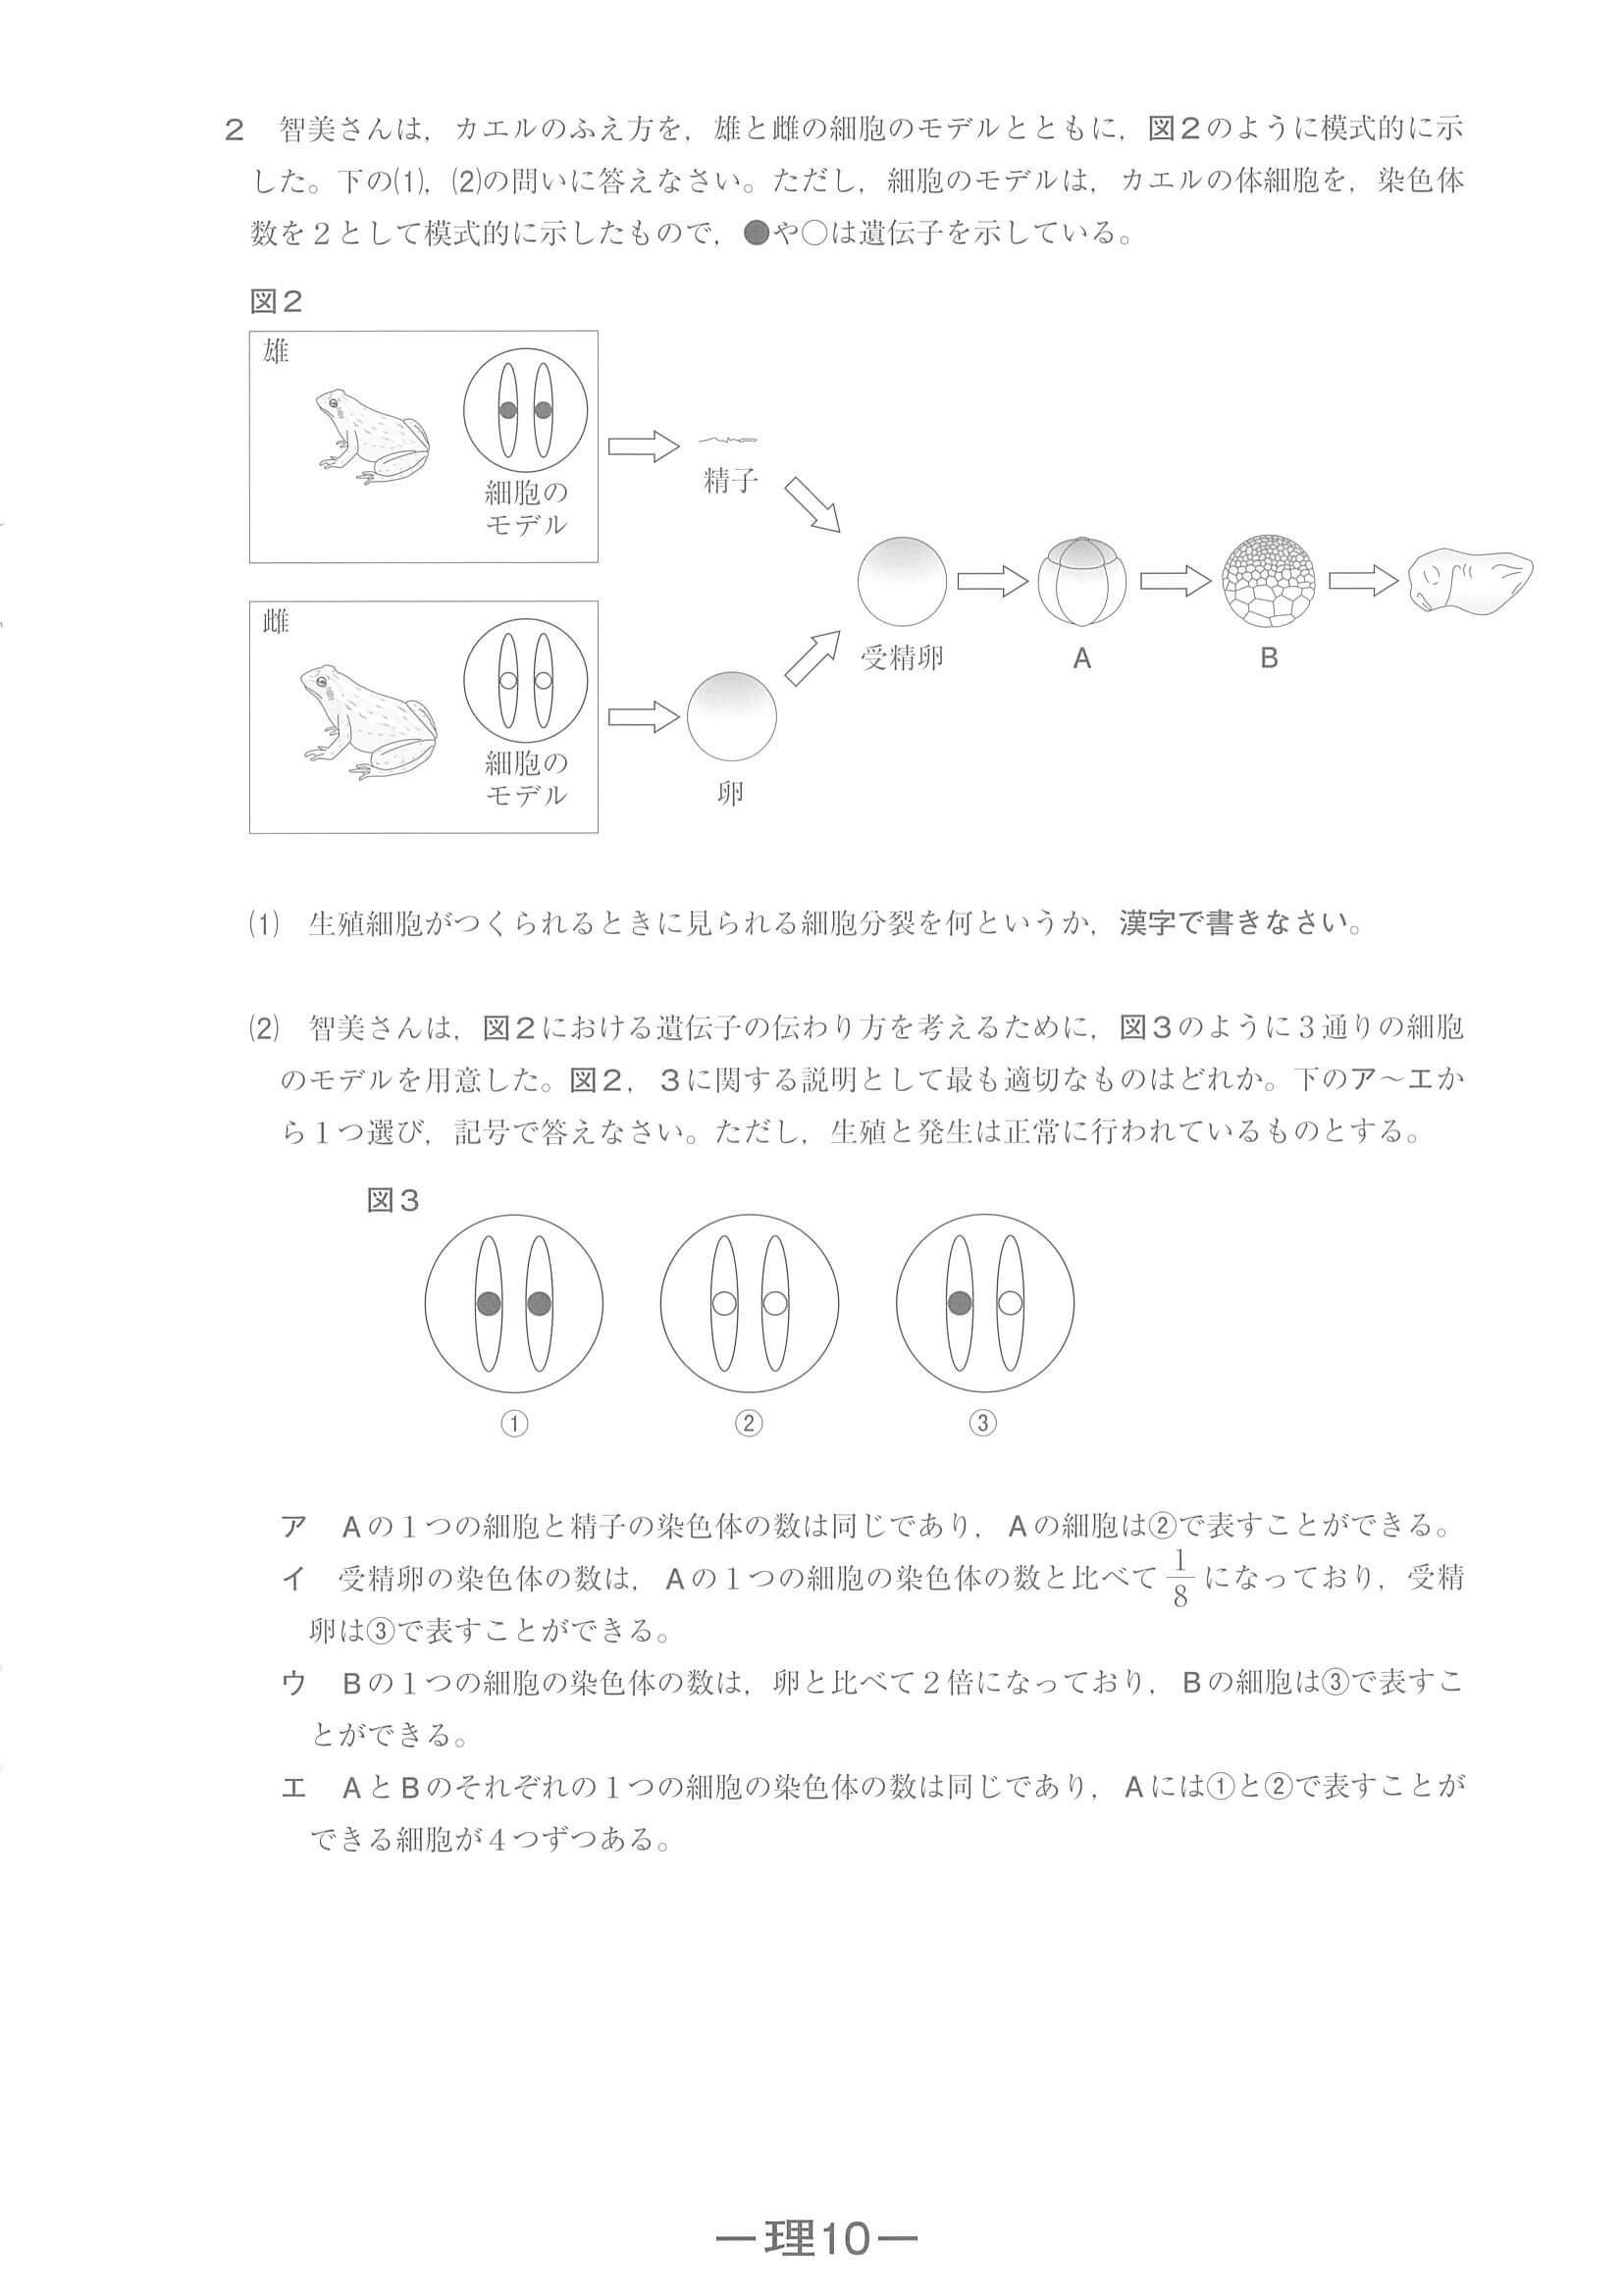 2 智美さんは，カエルのふえ方を，雄と雌の細胞のモデルとともに，図2のように模式的に示
した。下の⑴，⑵の問いに答えなさい。ただし，細胞のモデルは，カエルの体細胞を，染色体
数を2として模式的に示したもので，●や○は遺伝子を示している。
図2
雄
細胞の
モデル
精子
雌
細胞の
モデル
卵
受精卵
A
B
⑴ 生殖細胞がつくられるときに見られる細胞分裂を何というか，漢字で書きなさい。
⑵ 智美さんは，図2における遺伝子の伝わり方を考えるために，図3のように3通りの細胞
のモデルを用意した。図2，3に関する説明として最も適切なものはどれか。下のア～エか
ら1つ選び，記号で答えなさい。ただし，生殖と発生は正常に行われているものとする。
図3
①
②
③
ア Aの1つの細胞と精子の染色体の数は同じであり，Aの細胞は②で表すことができる。
イ 受精卵の染色体の数は，Aの1つの細胞の染色体の数と比べて1/8になっており，受精
卵は③で表すことができる。
ウ Bの1つの細胞の染色体の数は，卵と比べて2倍になっており，Bの細胞は③で表すこ
とができる。
エ AとBのそれぞれの1つの細胞の染色体の数は同じであり，Aには①と②で表すことが
できる細胞が4つずつある。
—理10—